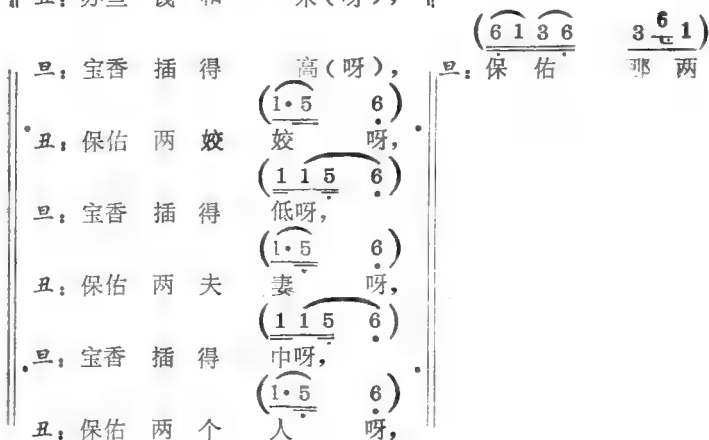 (6 1 3 6 3 6 1)
旦：宝香 插 得 高（呀）， 旦：保 佑 那 两
(1· 5 6)
丑：保佑 两 姣 姣 呀，
(1 1 5 6)
旦：宝香 插 得 低呀，
(1· 5 6)
丑：保佑 两 夫 妻 呀，
(1 1 5 6)
旦：宝香 插 得 中呀，
(1· 5 6)
丑：保佑 两 个 人 呀，